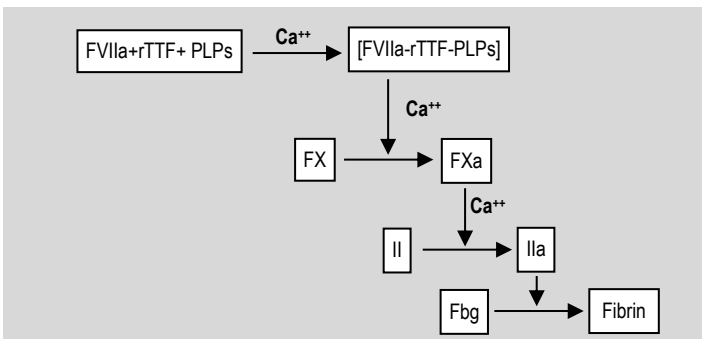 FVIIa+rTTF+ PLPs
Ca++
[FVIIa-rTTF-PLPs]
Ca++
FX
FXa
Ca++
II
IIa
Fbg
Fibrin